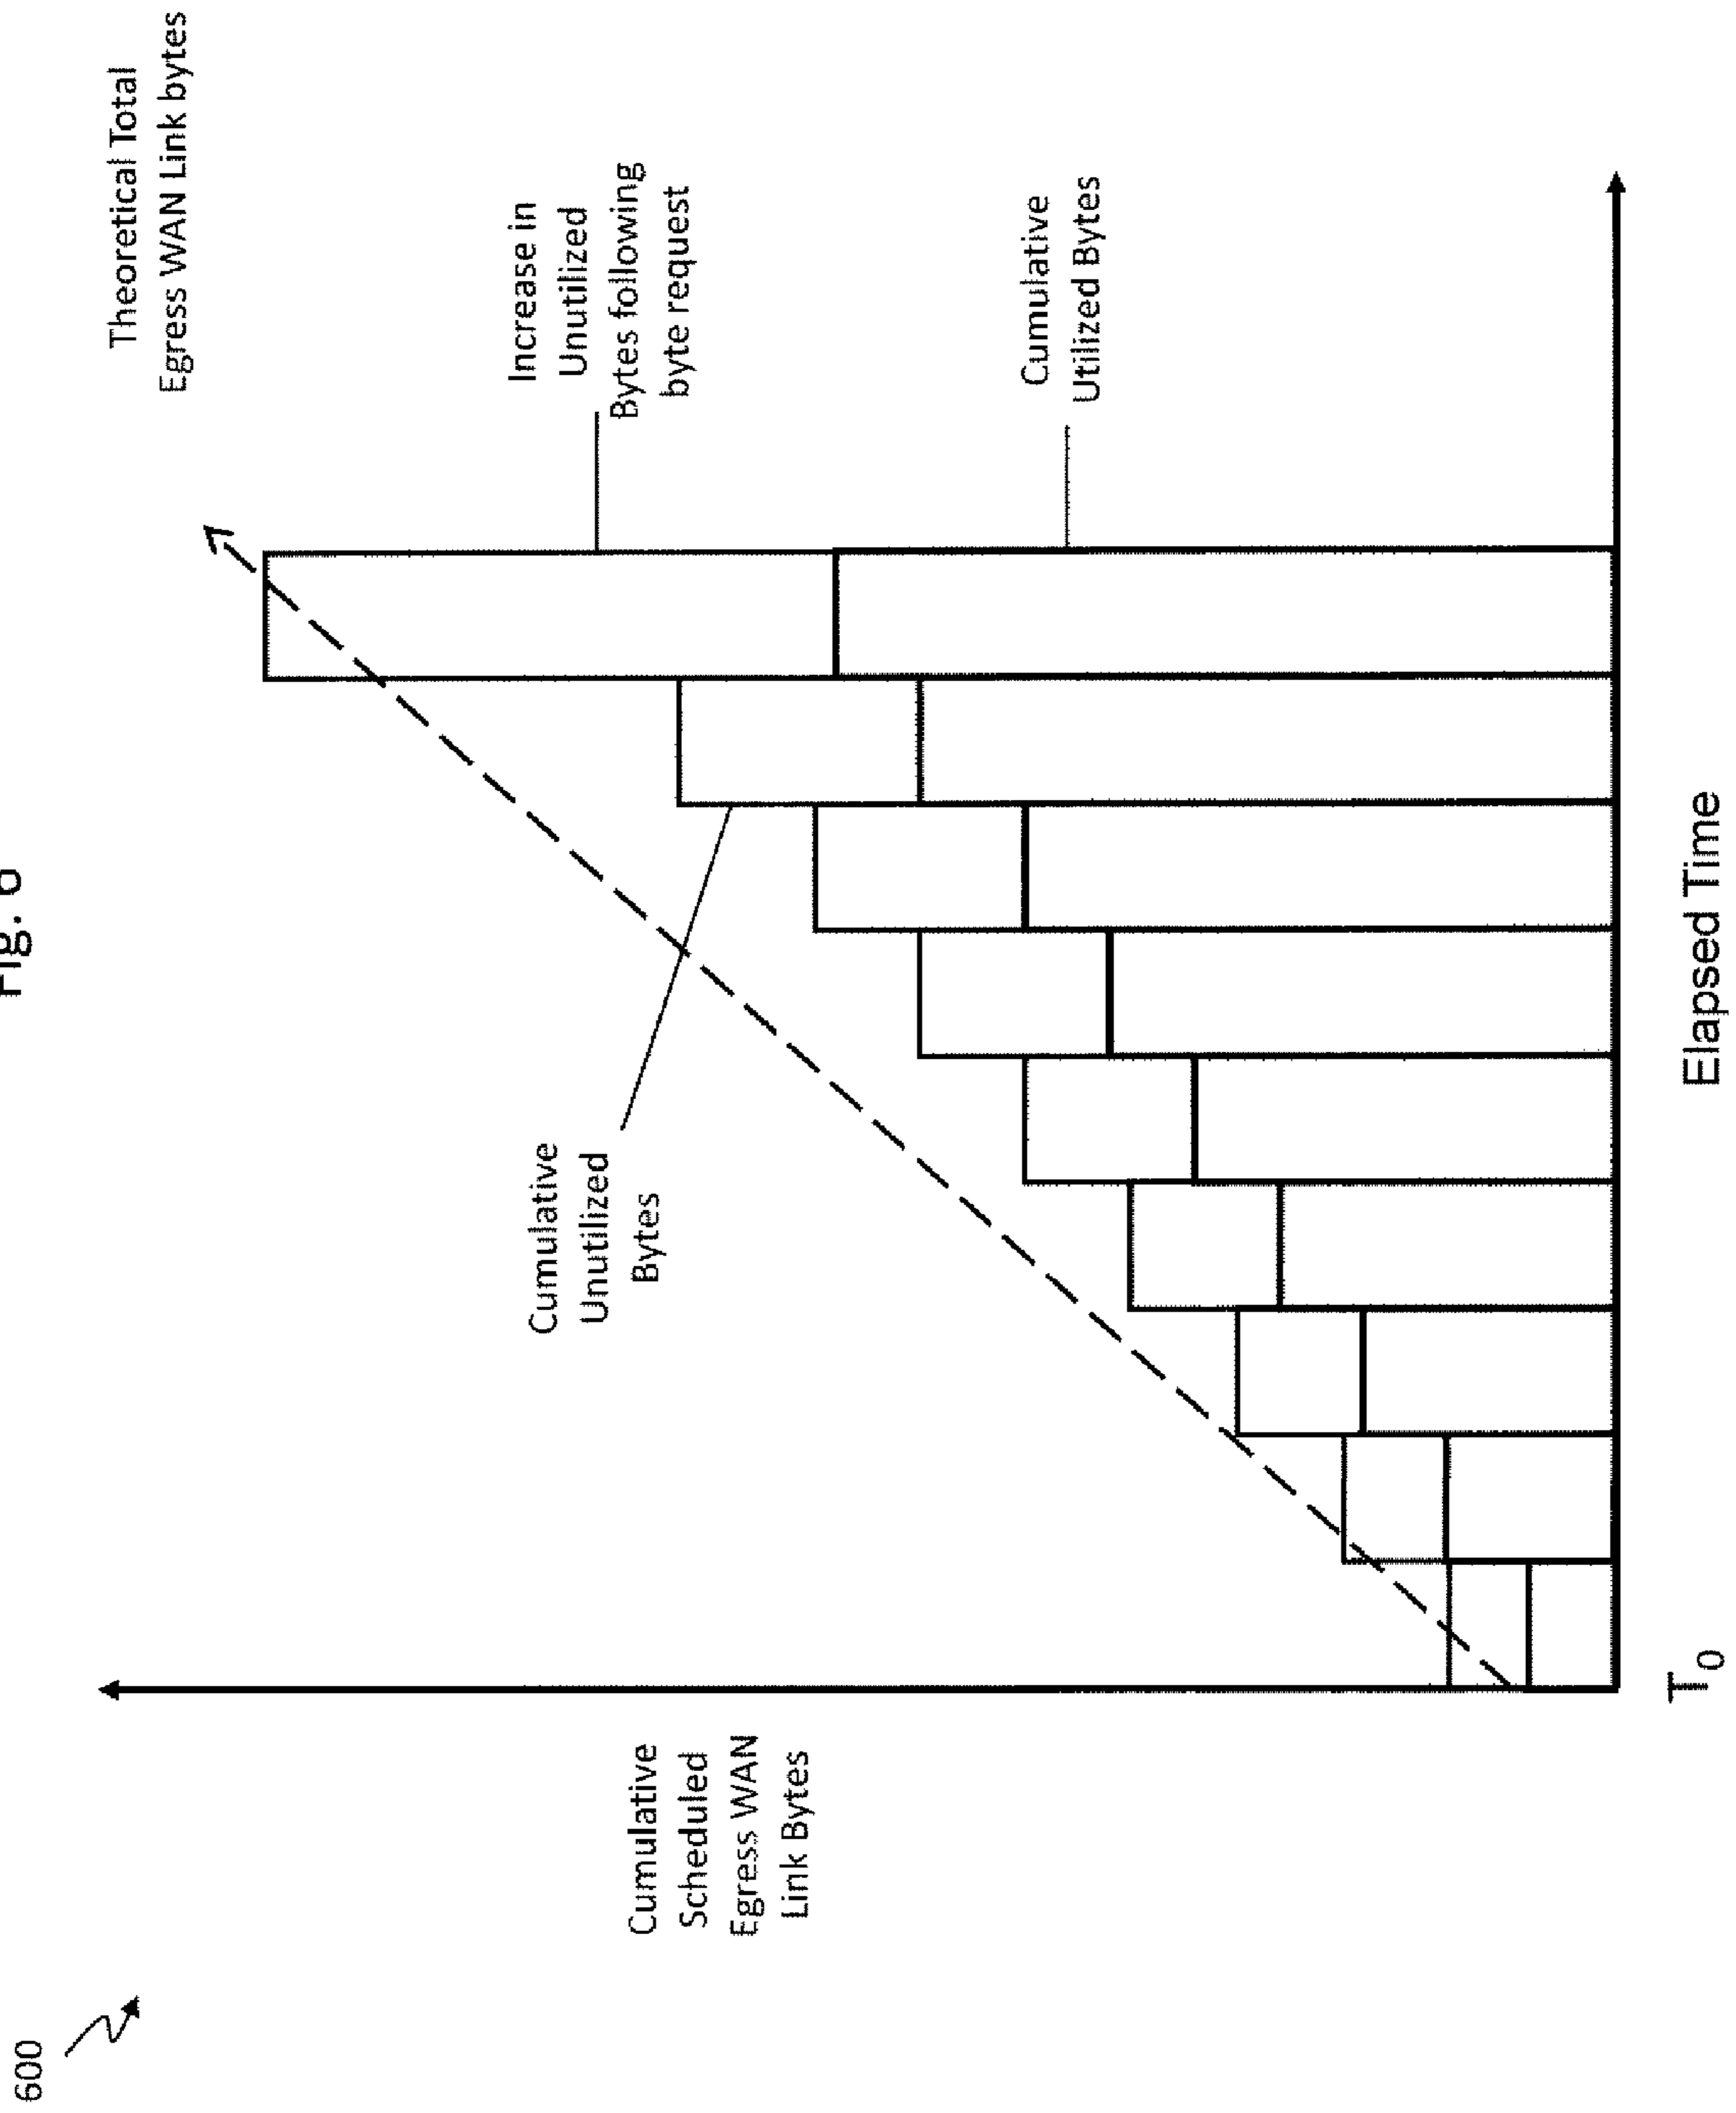 Fig. 6
600
Theoretical Total
Egress WAN Link bytes
Cumulative
Scheduled
Egress WAN
Link Bytes
Cumulative
Unutilized
Bytes
Increase in
Unutilized
Bytes following
byte request
Cumulative
Utilized Bytes
T0
Elapsed Time